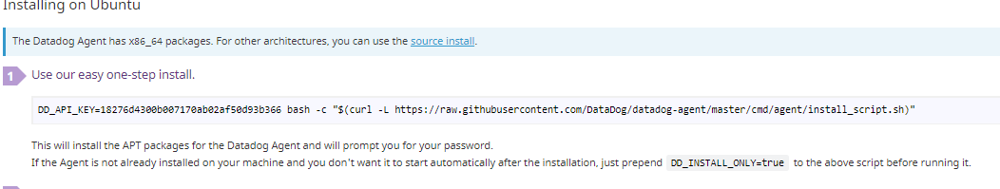 Installing on Ubuntu
The Datadog Agent has x86_64 packages. For other architectures, you can use the source install.
1 Use our easy one-step install.
DD_API_KEY=18276d4300b007170ab02af50d93b366 bash -c "$(curl -L https://raw.githubusercontent.com/DataDog/datadog-agent/master/cmd/agent/install_script.sh)"
This will install the APT packages for the Datadog Agent and will prompt you for your password.
If the Agent is not already installed on your machine and you don't want it to start automatically after the installation, just prepend DD_INSTALL_ONLY=true to the above script before running it.